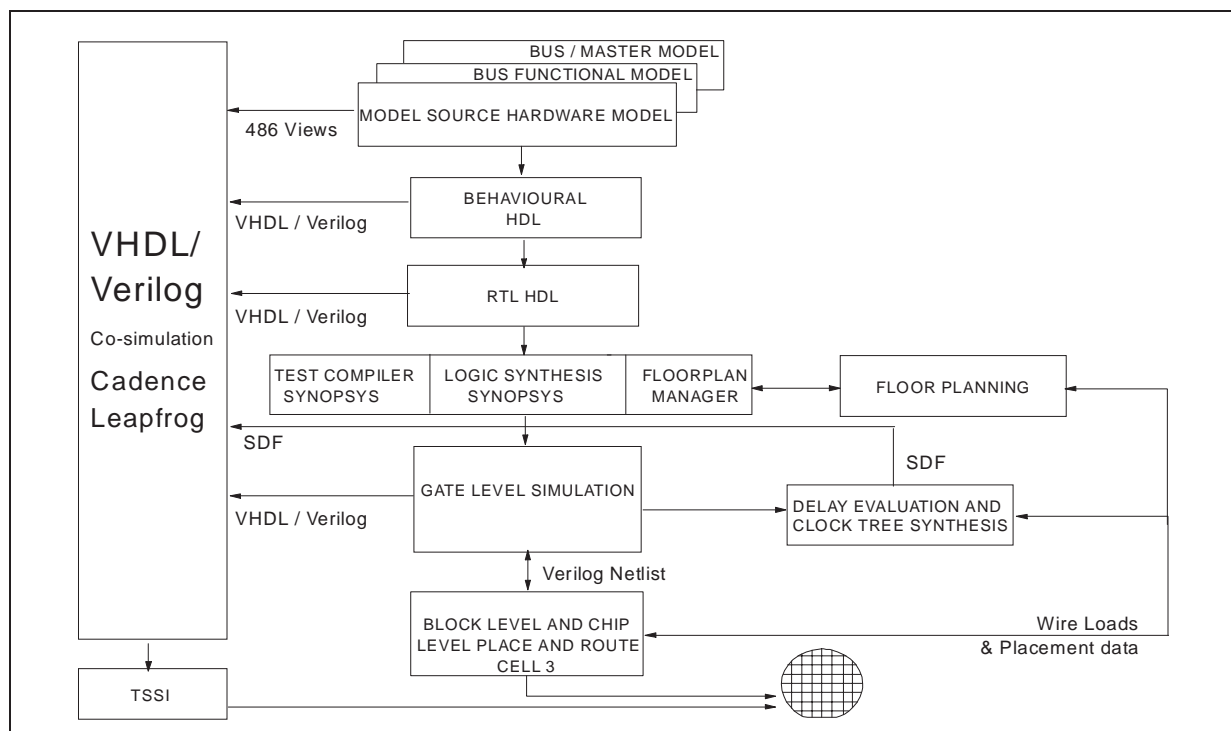 BUS / MASTER MODEL
BUS FUNCTIONAL MODEL
MODEL SOURCE HARDWARE MODEL
486 Views
BEHAVIOURAL
HDL
VHDL / Verilog
VHDL/
Verilog
Co-simulation
Cadence
Leapfrog
RTL HDL
VHDL / Verilog
TEST COMPILER
SYNOPSYS
LOGIC SYNTHESIS
SYNOPSYS
FLOORPLAN
MANAGER
FLOOR PLANNING
SDF
SDF
GATE LEVEL SIMULATION
VHDL / Verilog
DELAY EVALUATION AND
CLOCK TREE SYNTHESIS
Verilog Netlist
BLOCK LEVEL AND CHIP
LEVEL PLACE AND ROUTE
CELL 3
Wire Loads
& Placement data
TSSI